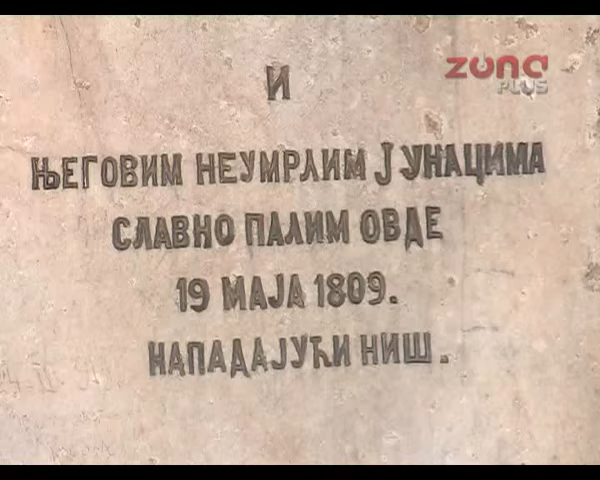 zona
PLUS
И
ЊЕГОВИМ НЕУМРЛИМ ЈУНАЦИМА
СЛАВНО ПАЛИМ ОВДЕ
19 МАЈА 1809.
НАПАДАЈУЋИ НИШ.